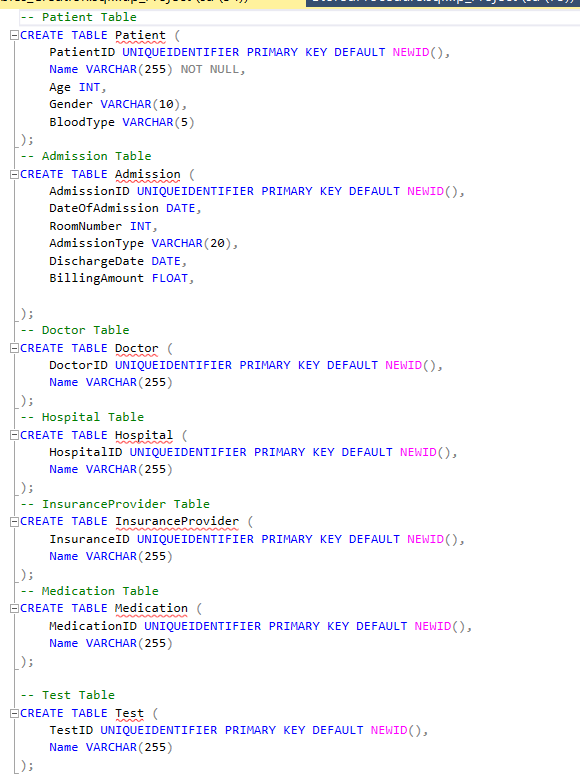 -- Patient Table
CREATE TABLE Patient (
    PatientID UNIQUEIDENTIFIER PRIMARY KEY DEFAULT NEWID(),
    Name VARCHAR(255) NOT NULL,
    Age INT,
    Gender VARCHAR(10),
    BloodType VARCHAR(5)
);
-- Admission Table
CREATE TABLE Admission (
    AdmissionID UNIQUEIDENTIFIER PRIMARY KEY DEFAULT NEWID(),
    DateOfAdmission DATE,
    RoomNumber INT,
    AdmissionType VARCHAR(20),
    DischargeDate DATE,
    BillingAmount FLOAT,
);
-- Doctor Table
CREATE TABLE Doctor (
    DoctorID UNIQUEIDENTIFIER PRIMARY KEY DEFAULT NEWID(),
    Name VARCHAR(255)
);
-- Hospital Table
CREATE TABLE Hospital (
    HospitalID UNIQUEIDENTIFIER PRIMARY KEY DEFAULT NEWID(),
    Name VARCHAR(255)
);
-- InsuranceProvider Table
CREATE TABLE InsuranceProvider (
    InsuranceID UNIQUEIDENTIFIER PRIMARY KEY DEFAULT NEWID(),
    Name VARCHAR(255)
);
-- Medication Table
CREATE TABLE Medication (
    MedicationID UNIQUEIDENTIFIER PRIMARY KEY DEFAULT NEWID(),
    Name VARCHAR(255)
);
-- Test Table
CREATE TABLE Test (
    TestID UNIQUEIDENTIFIER PRIMARY KEY DEFAULT NEWID(),
    Name VARCHAR(255)
);